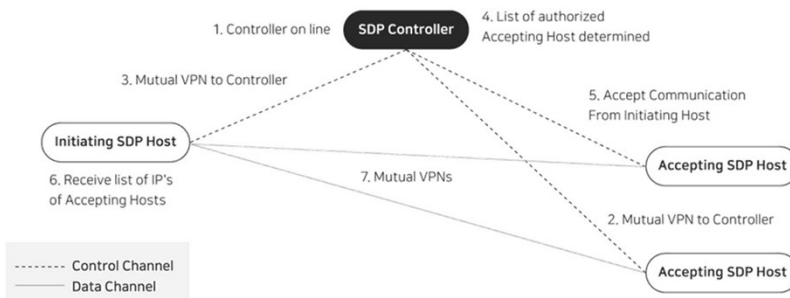 1. Controller on line
SDP Controller
4. List of authorized
Accepting Host determined
3. Mutual VPN to Controller
5. Accept Communication
From Initiating Host
Initiating SDP Host
Accepting SDP Host
6. Receive list of IP's
of Accepting Hosts
7. Mutual VPNs
2. Mutual VPN to Controller
Control Channel
Data Channel
Accepting SDP Host